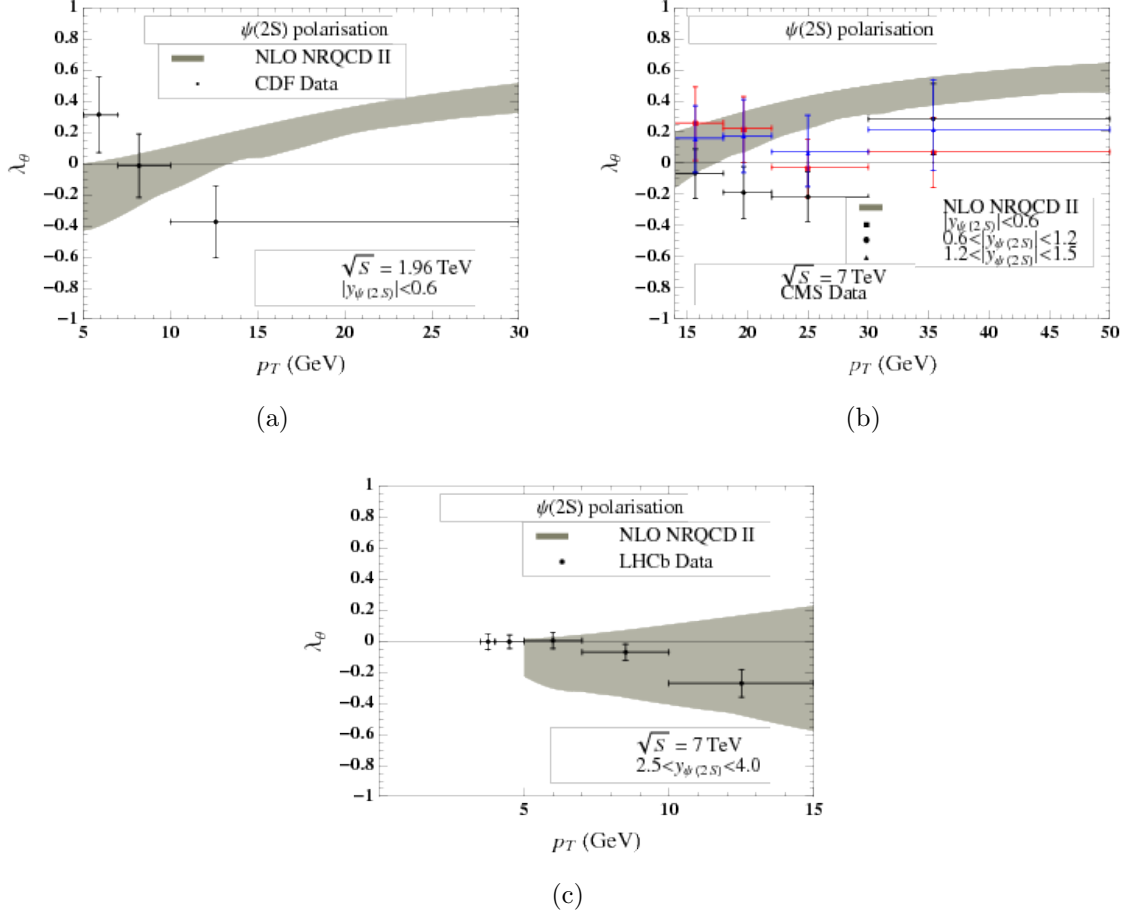 ψ(2S) polarisation
NLO NRQCD II
CDF Data
1
0.8
0.6
0.4
0.2
0
−0.2
−0.4
−0.6
−0.8
−1
λθ
√S = 1.96 TeV
|yψ(2S)|<0.6
5
10
15
20
25
30
pT (GeV)
(a)
ψ(2S) polarisation
1
0.8
0.6
0.4
0.2
0
−0.2
−0.4
−0.6
−0.8
−1
λθ
NLO NRQCD II
|yψ(2S)|<0.6
0.6<|yψ(2S)|<1.2
1.2<|yψ(2S)|<1.5
√S = 7 TeV
CMS Data
15
20
25
30
35
40
45
50
pT (GeV)
(b)
ψ(2S) polarisation
NLO NRQCD II
LHCb Data
1
0.8
0.6
0.4
0.2
0
−0.2
−0.4
−0.6
−0.8
−1
λθ
√S = 7 TeV
2.5<yψ(2S)<4.0
5
10
15
pT (GeV)
(c)